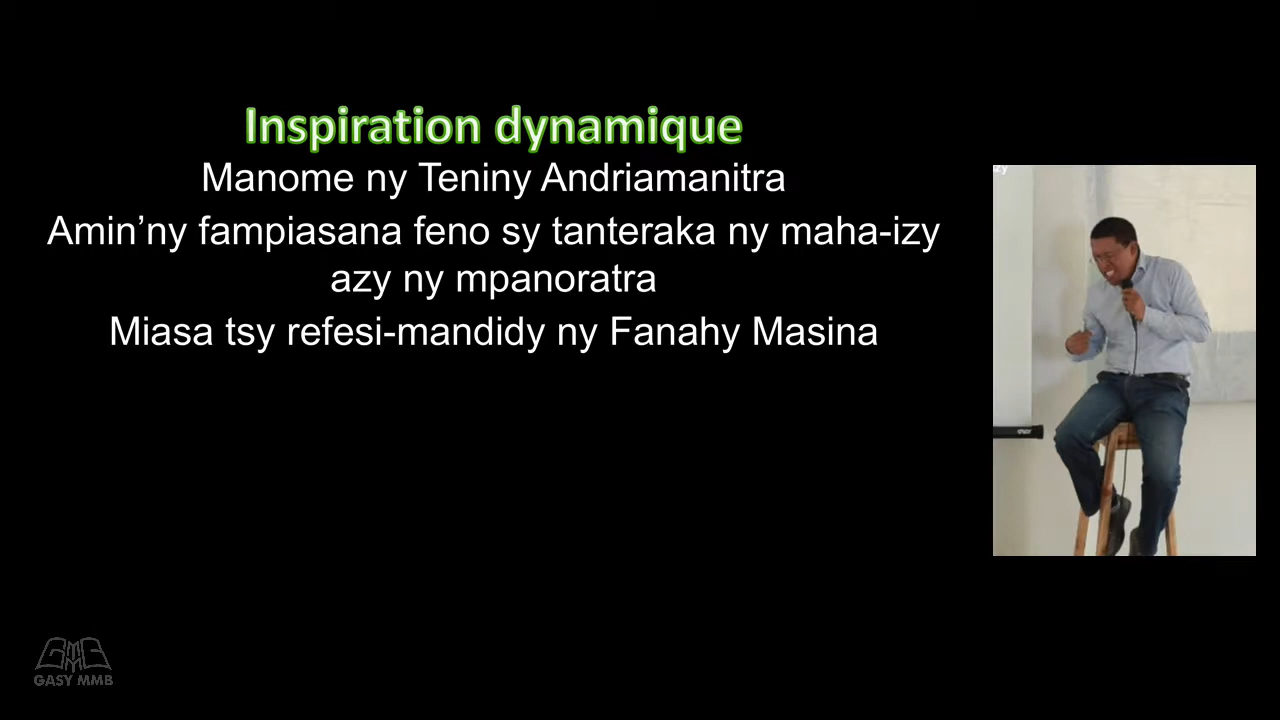 Inspiration dynamique
Manome ny Teniny Andriamanitra
Amin’ny fampiasana feno sy tanteraka ny maha-izy
azy ny mpanoratra
Miasa tsy refesi-mandidy ny Fanahy Masina
GASY MMB